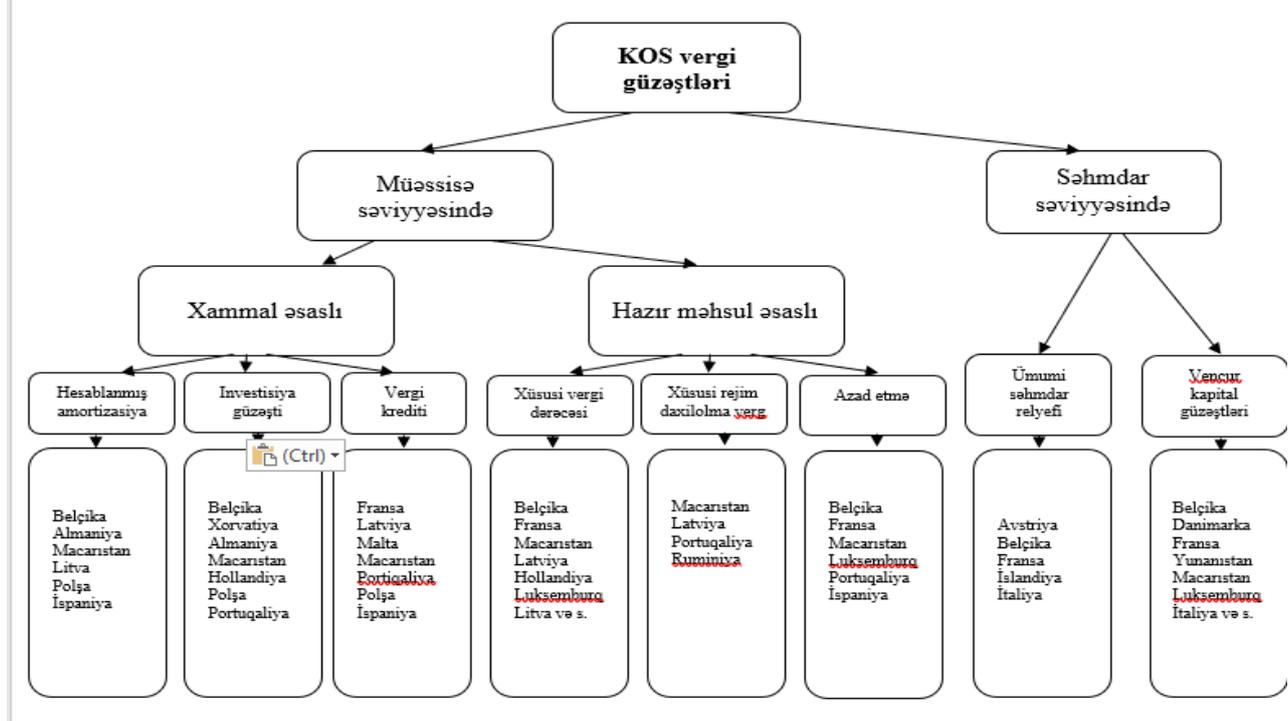 KOS vergi
güzəştləri
Müəssisə
səviyyəsində
Səhmdar
səviyyəsində
Xammal əsaslı
Hazır məhsul əsaslı
Hesablanmış
amortizasiya
Investisiya
güzəşti
Vergi
krediti
Xüsusi vergi
dərəcəsi
Xüsusi rejim
daxilolma verg
Azad etmə
Ümumi
səhmdar
relyefi
Vençur
kapital
güzəştləri
(Ctrl)
Belçika
Almaniya
Macarıstan
Litva
Polşa
İspaniya
Belçika
Xorvatiya
Almaniya
Macarıstan
Hollandiya
Polşa
Portuqaliya
Fransa
Latviya
Malta
Macarıstan
Portiqaliya
Polşa
İspaniya
Belçika
Fransa
Macarıstan
Latviya
Hollandiya
Luksemburq
Litva və s.
Macarıstan
Latviya
Portuqaliya
Ruminiya
Belçika
Fransa
Macarıstan
Luksemburq
Portuqaliya
İspaniya
Avstriya
Belçika
Fransa
İslandiya
İtaliya
Belçika
Danimarka
Fransa
Yunanıstan
Macarıstan
Luksemburq
İtaliya və s.